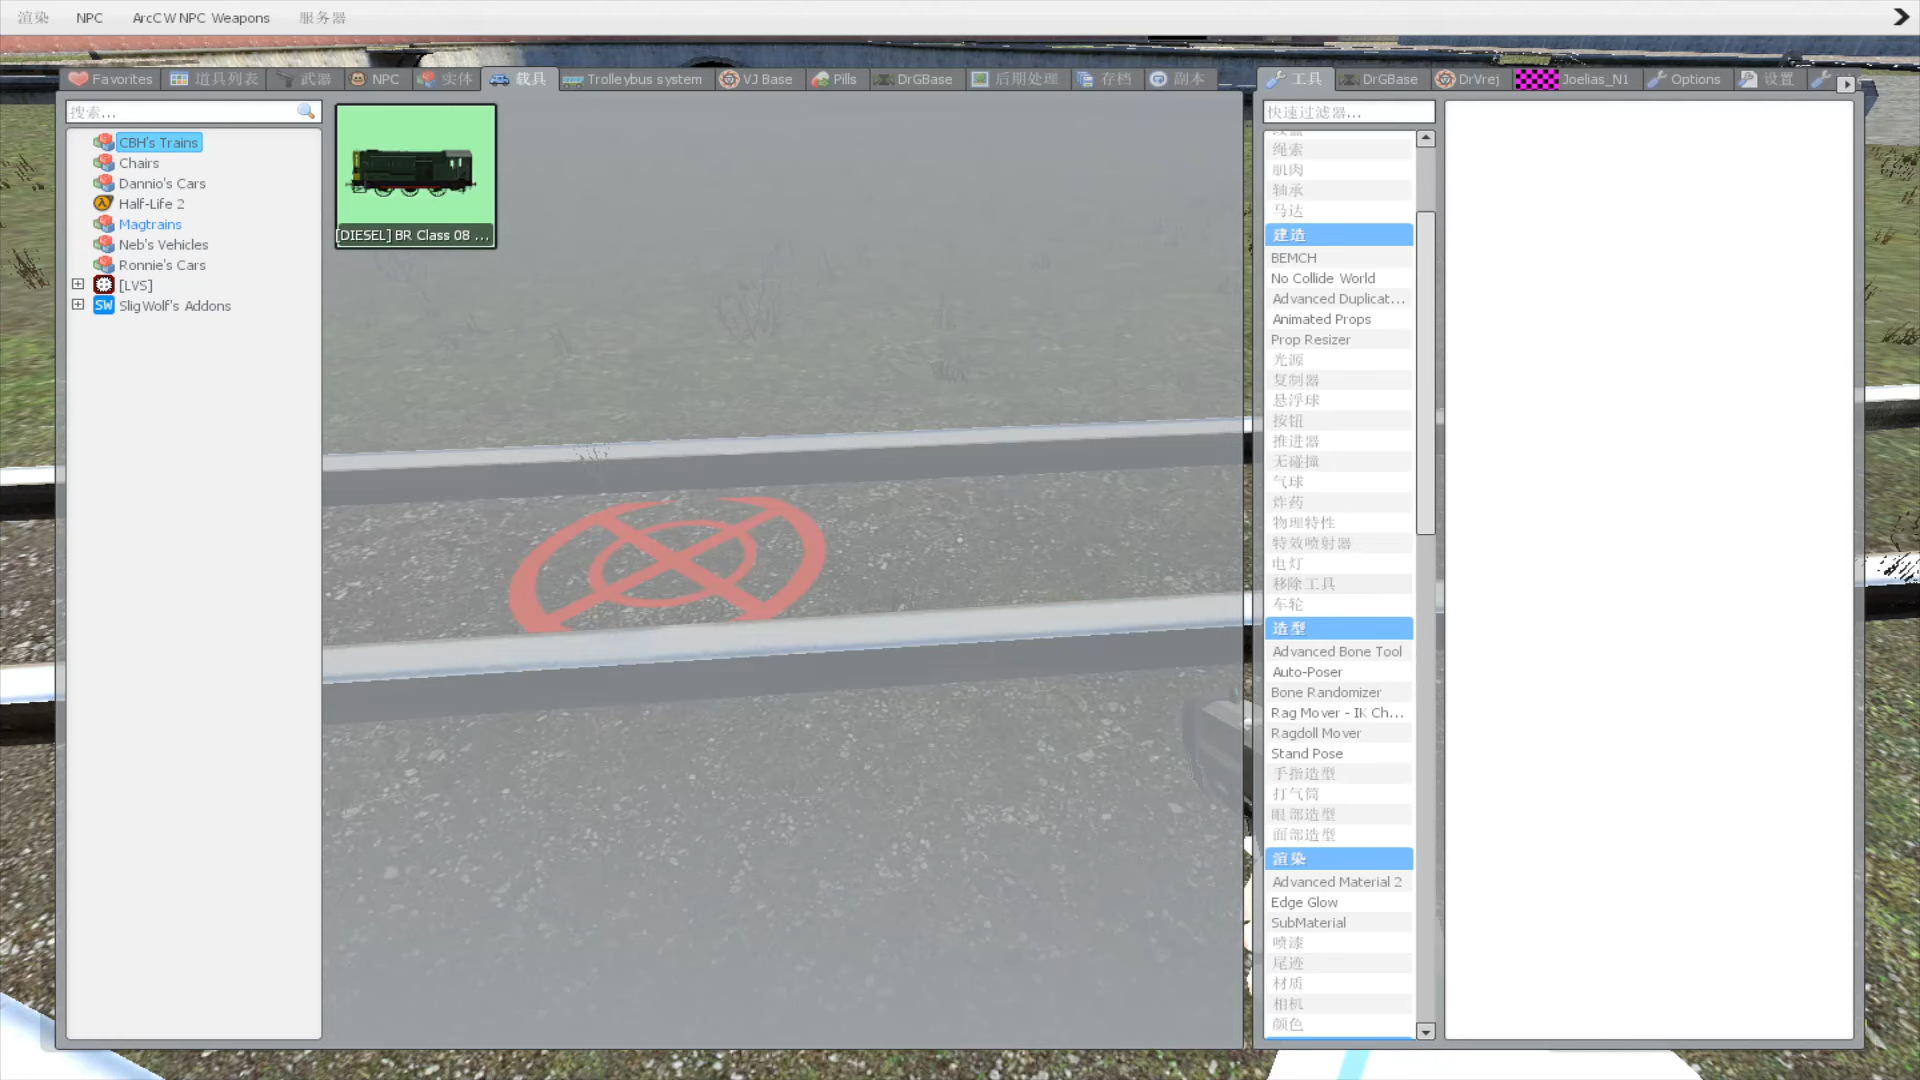 渲染 NPC ArcCW NPC Weapons 服务器
Favorites 道具列表 武器 NPC 实体 载具 Trolleybus system VJ Base Pills DrGBase 后期处理 存档 副本
工具 DrGBase DrVrej Joelias_N1 Options 设置
搜索...
CBH's Trains
Chairs
Dannio's Cars
Half-Life 2
Magtrains
Neb's Vehicles
Ronnie's Cars
[LVS]
SW SligWolf's Addons
[DIESEL] BR Class 08 ...
快速过滤器...
绳索
肌肉
轴承
马达
建造
BEMCH
No Collide World
Advanced Duplicat...
Animated Props
Prop Resizer
光源
复制器
悬浮球
按钮
推进器
无碰撞
气球
炸药
物理特性
特效喷射器
电灯
移除工具
车轮
造型
Advanced Bone Tool
Auto-Poser
Bone Randomizer
Rag Mover - IK Ch...
Ragdoll Mover
Stand Pose
手指造型
打气筒
眼部造型
面部造型
渲染
Advanced Material 2
Edge Glow
SubMaterial
喷漆
尾迹
材质
相机
颜色